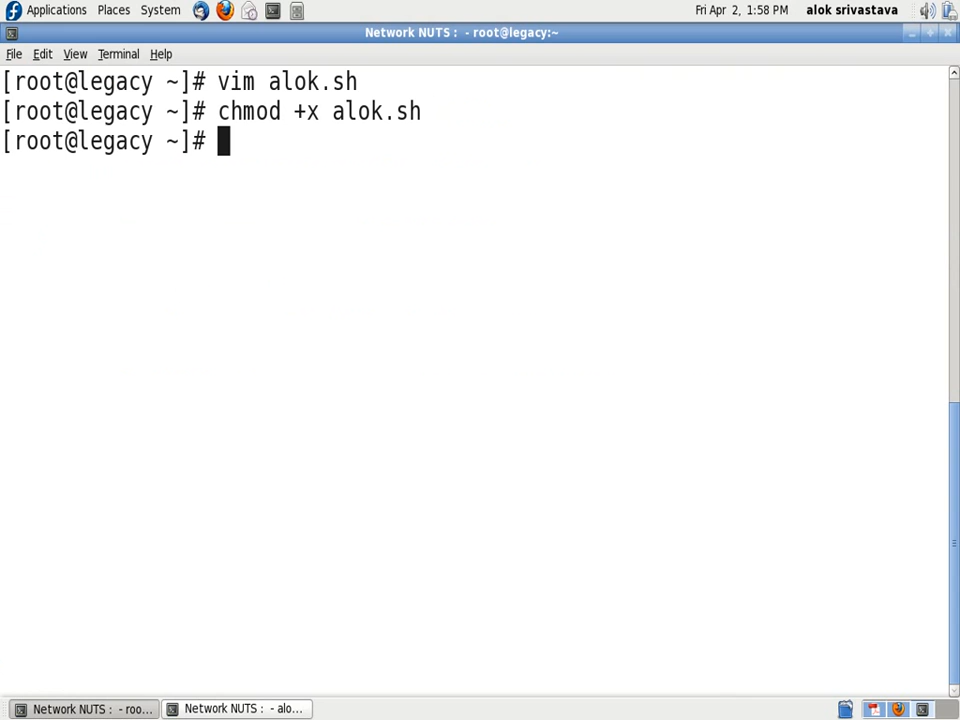 Applications Places System Fri Apr 2, 1:58 PM alok srivastava
Network NUTS : - root@legacy:~
File Edit View Terminal Help
[root@legacy ~]# vim alok.sh
[root@legacy ~]# chmod +x alok.sh
[root@legacy ~]#
Network NUTS : - roo... Network NUTS : - alo...